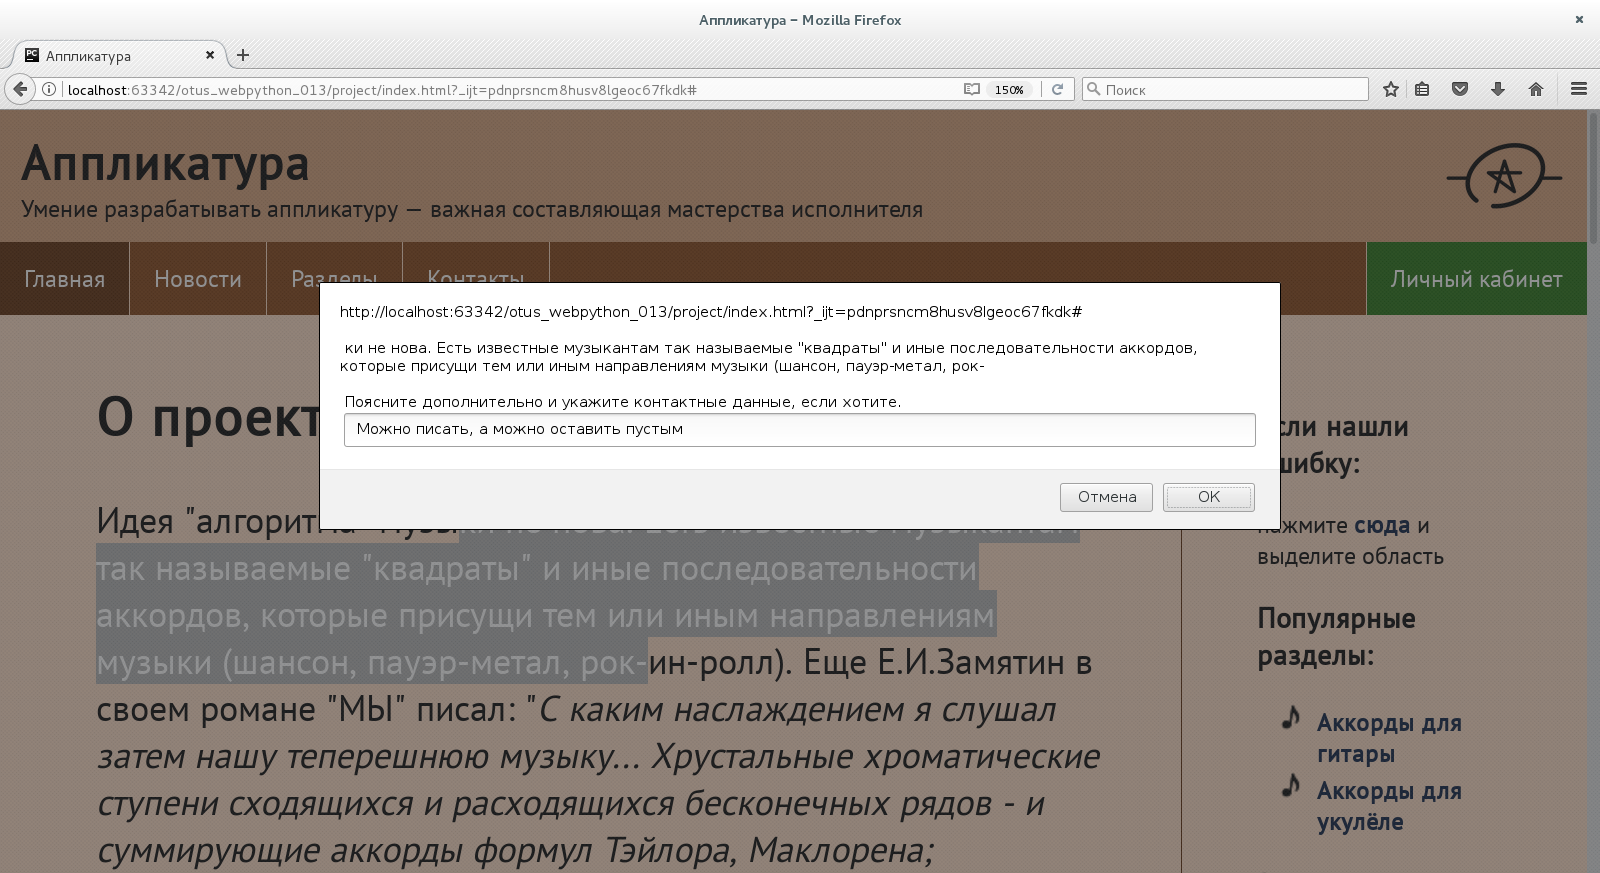 Аппликатура – Mozilla Firefox
Аппликатура
localhost:63342/otus_webpython_013/project/index.html?_ijt=pdnprsncm8husv8lgeoc67fkdk#
150%
Поиск
Аппликатура
Умение разрабатывать аппликатуру — важная составляющая мастерства исполнителя
Главная
Новости
Разделы
Контакты
Личный кабинет
http://localhost:63342/otus_webpython_013/project/index.html?_ijt=pdnprsncm8husv8lgeoc67fkdk#
ки не нова. Есть известные музыкантам так называемые "квадраты" и иные последовательности аккордов,
которые присущи тем или иным направлениям музыки (шансон, пауэр-метал, рок-
Поясните дополнительно и укажите контактные данные, если хотите.
Можно писать, а можно оставить пустым
Отмена
OK
О проект
Идея "алгоритма" музыки не нова. Есть известные музыкантам
так называемые "квадраты" и иные последовательности
аккордов, которые присущи тем или иным направлениям
музыки (шансон, пауэр-метал, рок-ин-ролл). Еще Е.И.Замятин в
своем романе "МЫ" писал: "С каким наслаждением я слушал
затем нашу теперешнюю музыку... Хрустальные хроматические
ступени сходящихся и расходящихся бесконечных рядов - и
суммирующие аккорды формул Тэйлора, Маклорена;
сли нашли
шибку:
нажмите сюда и
выделите область
Популярные
разделы:
Аккорды для
гитары
Аккорды для
укулёле